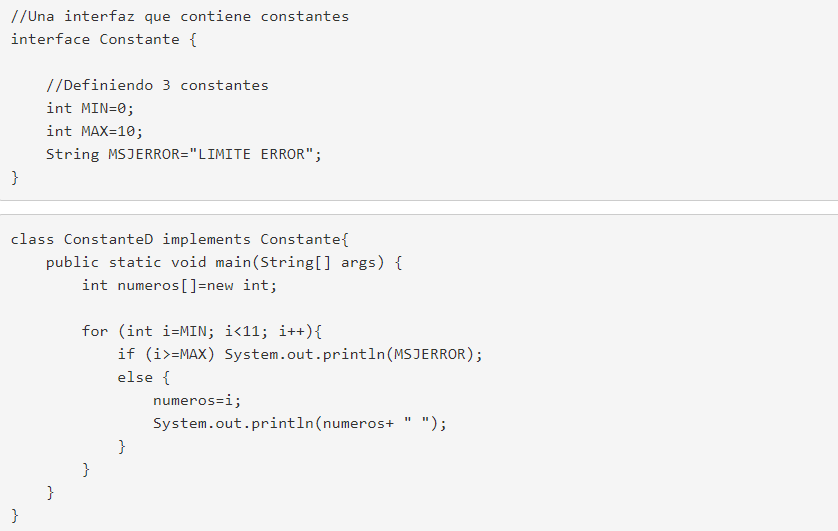 //Una interfaz que contiene constantes
interface Constante {
    //Definiendo 3 constantes
    int MIN=0;
    int MAX=10;
    String MSJERROR="LIMITE ERROR";
}
class ConstanteD implements Constante{
    public static void main(String[] args) {
        int numeros[]=new int;
        for (int i=MIN; i<11; i++){
            if (i>=MAX) System.out.println(MSJERROR);
            else {
                numeros=i;
                System.out.println(numeros+ " ");
            }
        }
    }
}